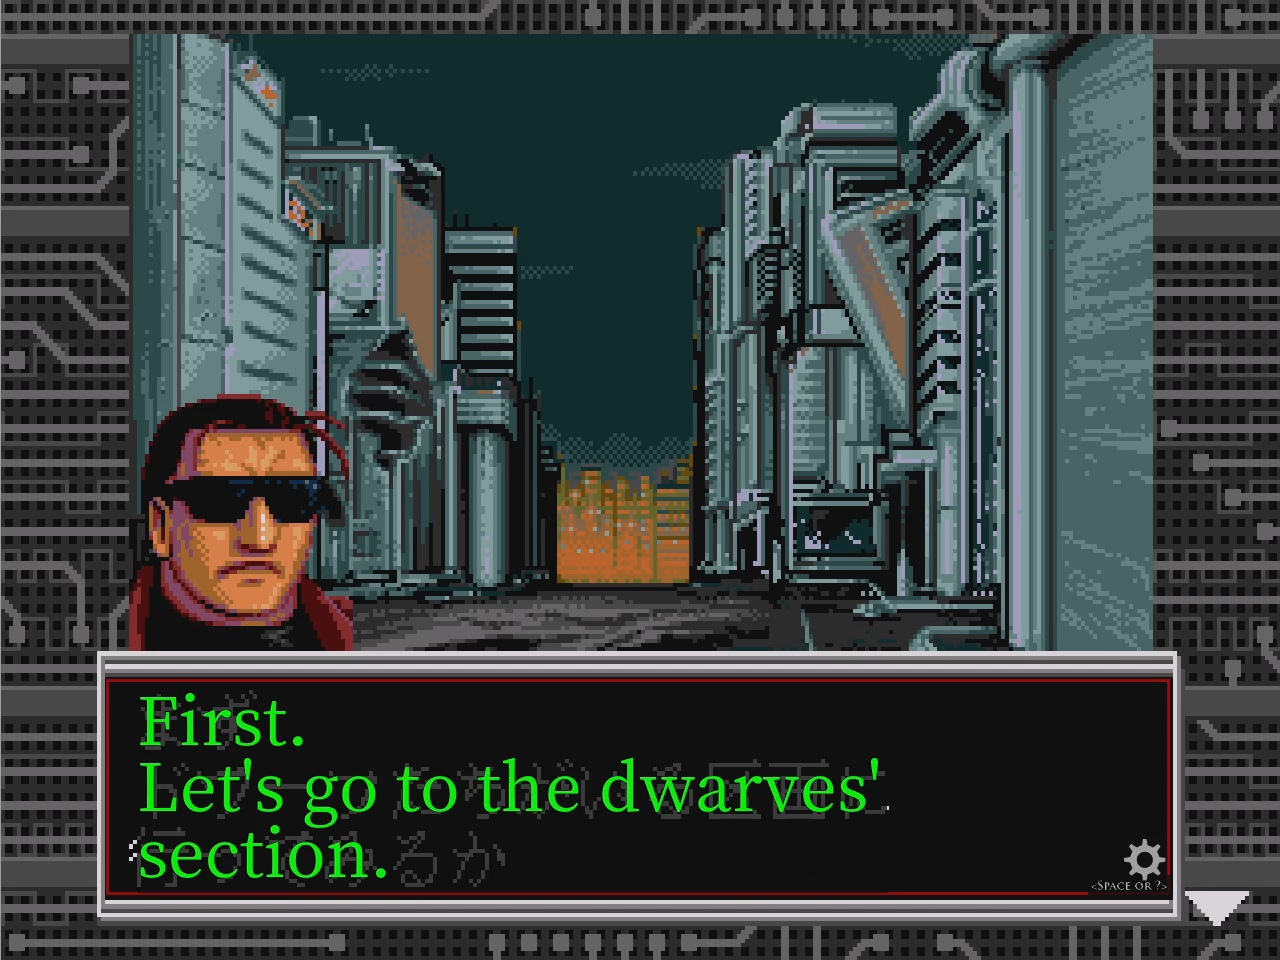 First.
Let's go to the dwarves'
section.
<SPACE OR ?>